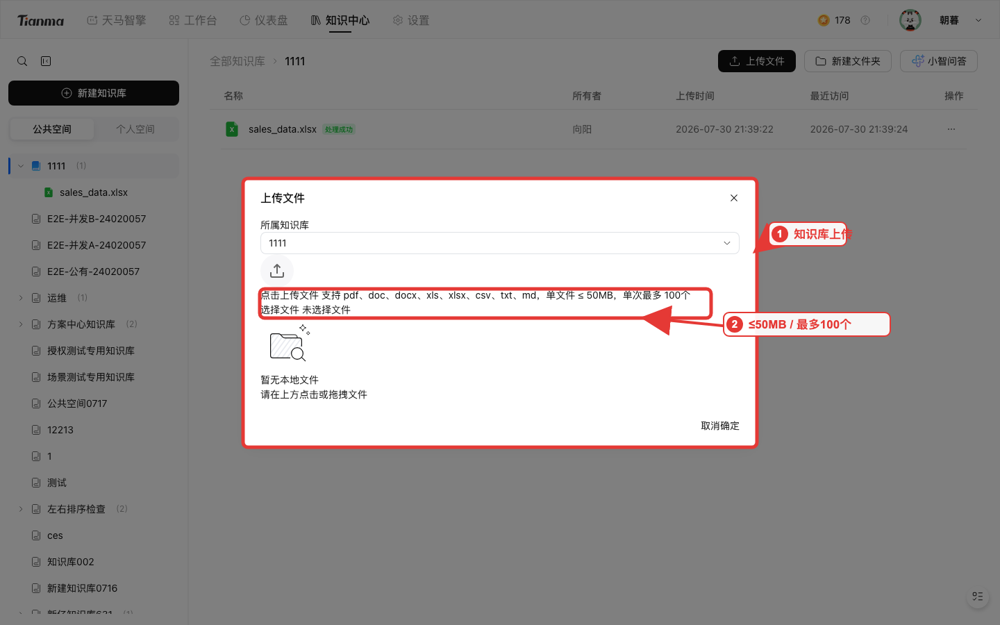 Tianma
天马智擎
工作台
仪表盘
知识中心
设置
178
朝暮
新建知识库
公共空间
个人空间
1111 (1)
sales_data.xlsx
E2E-并发B-24020057
E2E-并发A-24020057
E2E-公有-24020057
运维 (1)
方案中心知识库 (2)
授权测试专用知识库
场景测试专用知识库
公共空间0717
12213
1
测试
左右排序检查 (2)
ces
知识库002
新建知识库0716
全部知识库 > 1111
上传文件
新建文件夹
小智问答
名称 所有者 上传时间 最近访问 操作
sales_data.xlsx 处理成功 向阳 2026-07-30 21:39:22 2026-07-30 21:39:24 ···
上传文件
所属知识库
1111
点击上传文件 支持 pdf、doc、docx、xls、xlsx、csv、txt、md，单文件 ≤ 50MB，单次最多 100个
选择文件 未选择文件
暂无本地文件
请在上方点击或拖拽文件
取消确定
1 知识库上传
2 ≤50MB / 最多100个